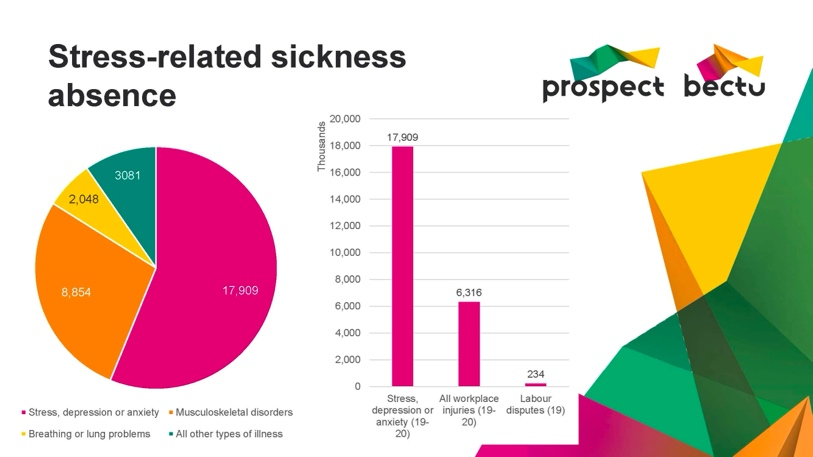 Stress-related sickness
absence
prospect bectu
3081
2,048
8,854
17,909
Stress, depression or anxiety
Musculoskeletal disorders
Breathing or lung problems
All other types of illness
Thousands
20,000
18,000
16,000
14,000
12,000
10,000
8,000
6,000
4,000
2,000
0
17,909
6,316
234
Stress,
depression or
anxiety (19-
20)
All workplace
injuries (19-
20)
Labour
disputes (19)